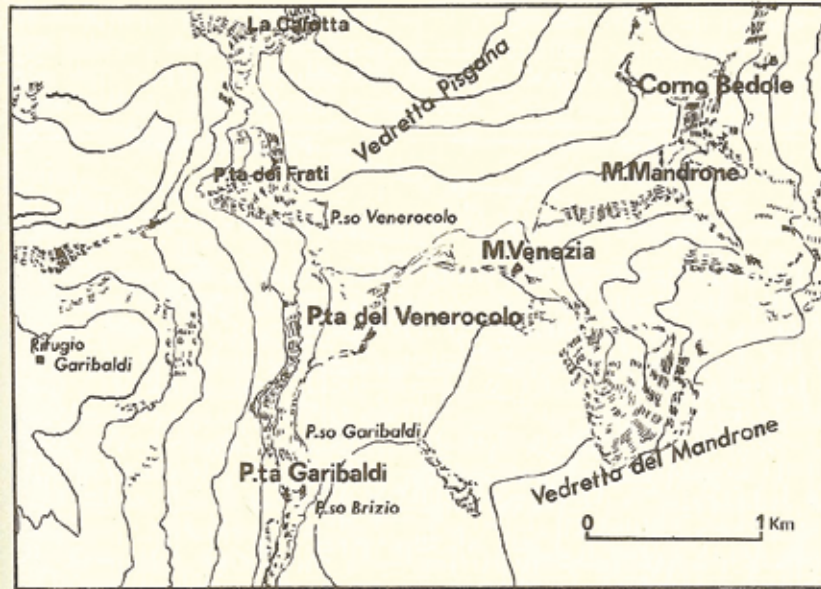 La Calotta
Vedretta Pisgana
Corno Bedole
P.ta dei Frati
M.Mandrone
P.so Venerocolo
M.Venezia
P.ta del Venerocolo
Rifugio
Garibaldi
P.so Garibaldi
P.ta Garibaldi
Vedretta del Mandrone
P.so Brizio
0 1 Km